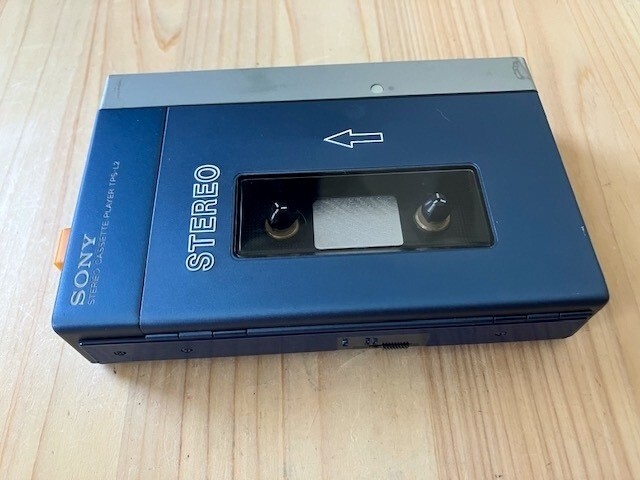 SONY
STEREO CASSETTE PLAYER TPS-L2
STEREO